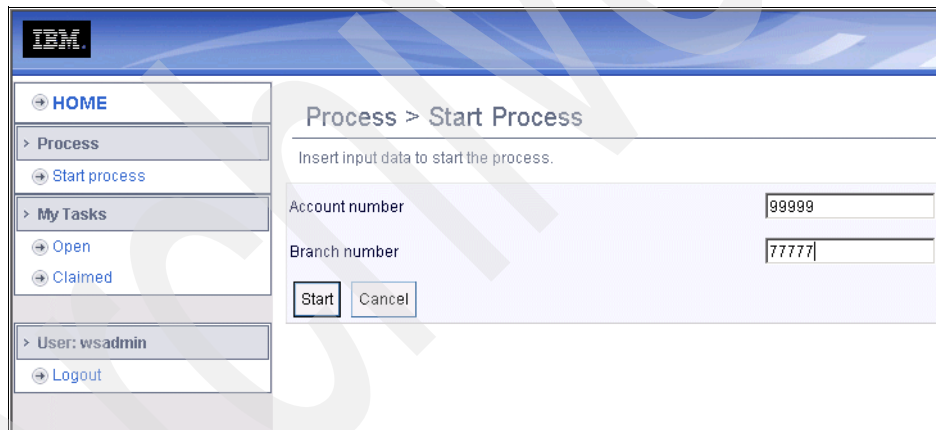 IBM.
HOME
Process > Start Process
> Process
Insert input data to start the process.
Start process
> My Tasks
Account number
99999
Open
Branch number
77777
Claimed
Start
Cancel
> User: wsadmin
Logout